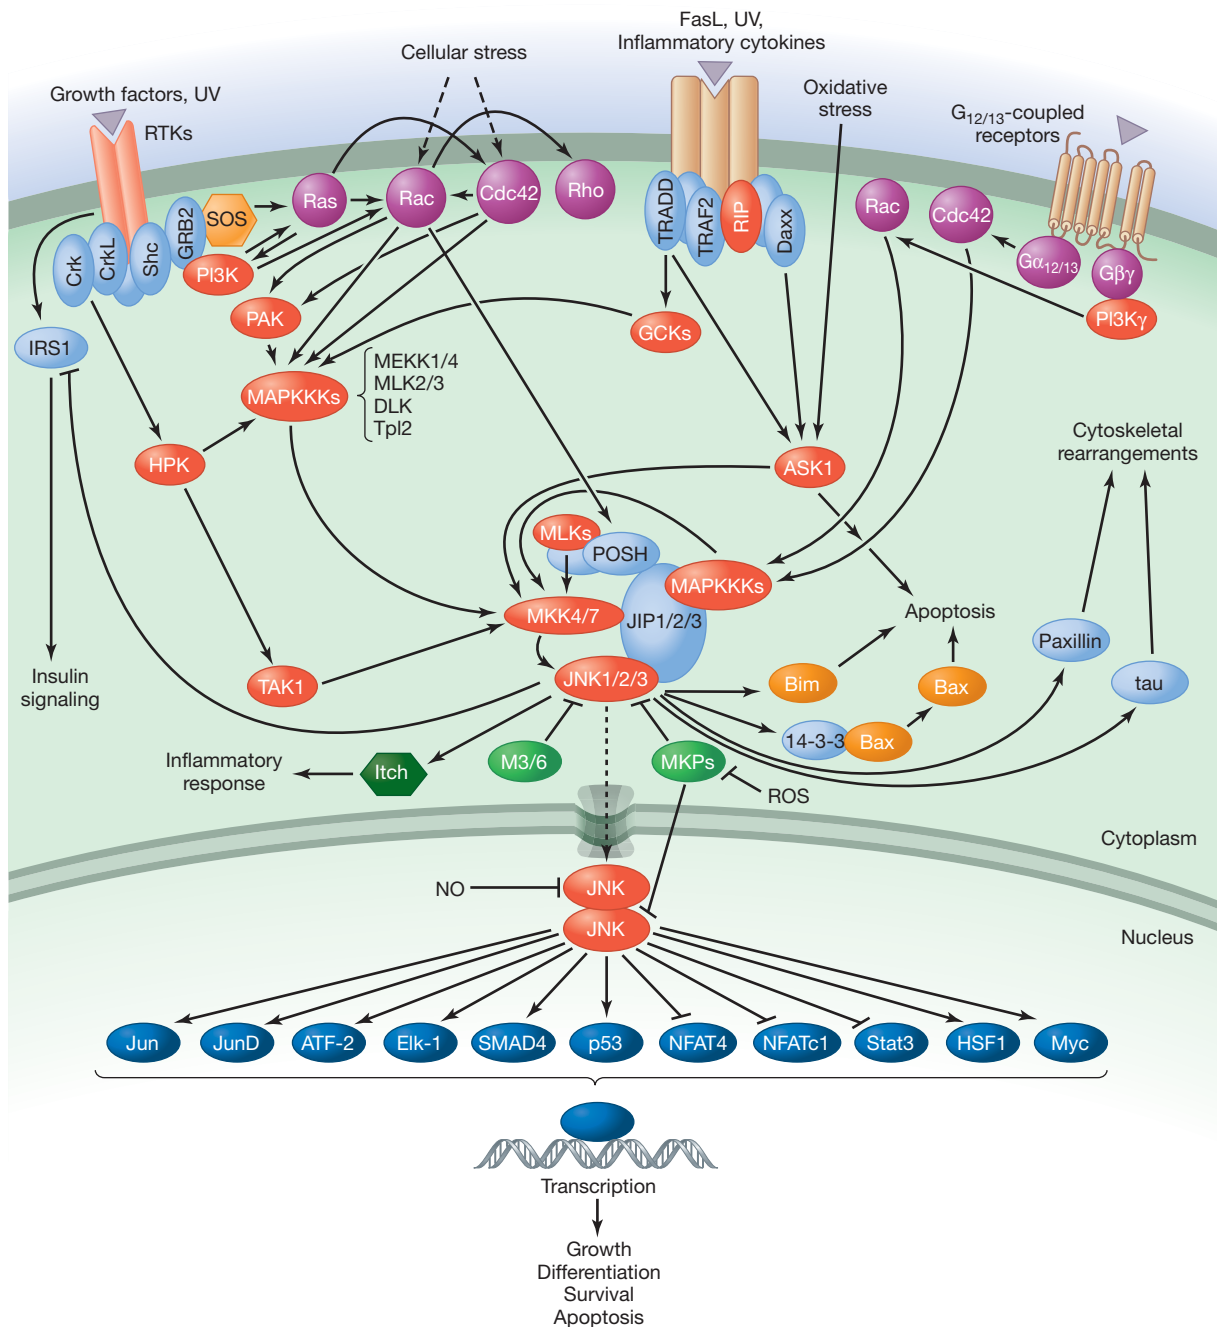 FasL, UV,
Inflammatory cytokines
Cellular stress
Growth factors, UV
RTKs
Oxidative
stress
G12/13-coupled
receptors
Ras
Rac
Cdc42
Rho
SOS
GRB2
PI3K
Shc
CrkL
Crk
TRADD
TRAF2
RIP
Daxx
Rac
Cdc42
Gα12/13
Gβγ
PI3Kγ
PAK
GCKs
IRS1
MAPKKKs
MEKK1/4
MLK2/3
DLK
Tpl2
HPK
ASK1
Cytoskeletal
rearrangements
MLKs
POSH
MAPKKKs
MKK4/7
JIP1/2/3
Apoptosis
Paxillin
Insulin
signaling
TAK1
JNK1/2/3
Bim
Bax
tau
14-3-3
Bax
Inflammatory
response
Itch
M3/6
MKPs
ROS
Cytoplasm
NO
JNK
JNK
Nucleus
Jun
JunD
ATF-2
Elk-1
SMAD4
p53
NFAT4
NFATc1
Stat3
HSF1
Myc
Transcription
Growth
Differentiation
Survival
Apoptosis